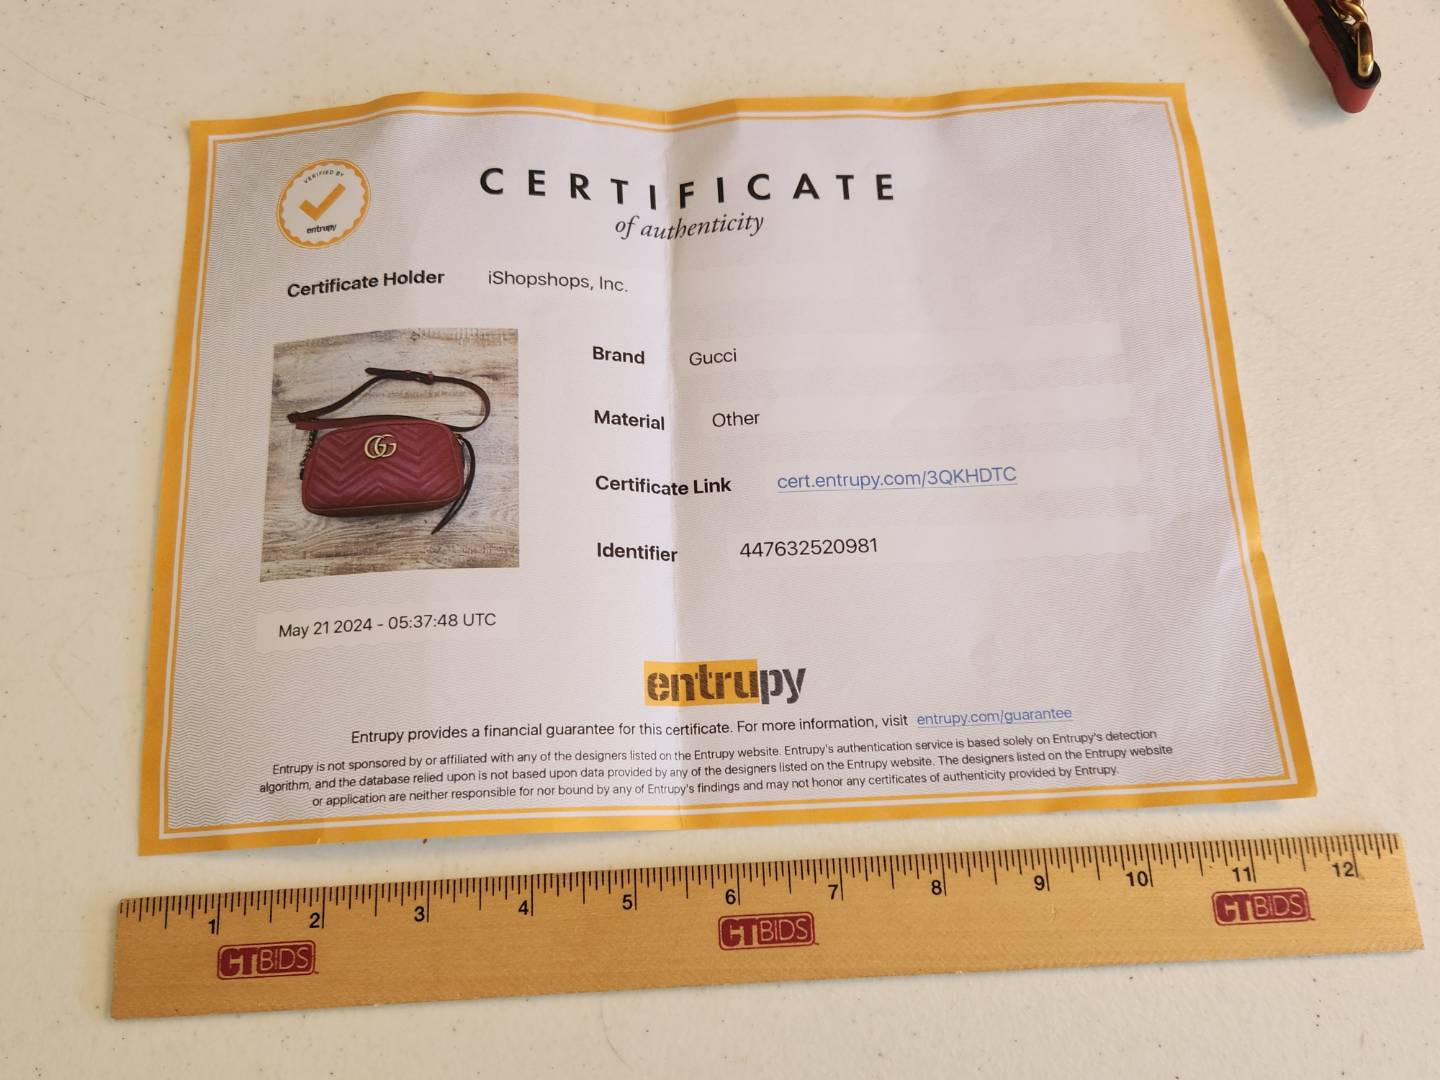 VERIFIED BY
entrupy
CERTIFICATE
of authenticity
Certificate Holder iShopshops, Inc.
GG
Brand Gucci
Material Other
Certificate Link cert.entrupy.com/3QKHDTC
Identifier 447632520981
May 21 2024 - 05:37:48 UTC
entrupy
Entrupy provides a financial guarantee for this certificate. For more information, visit entrupy.com/guarantee
Entrupy is not sponsored by or affiliated with any of the designers listed on the Entrupy website. Entrupy's authentication service is based solely on Entrupy's detection
algorithm, and the database relied upon is not based upon data provided by any of the designers listed on the Entrupy website. The designers listed on the Entrupy website
or application are neither responsible for nor bound by any of Entrupy's findings and may not honor any certificates of authenticity provided by Entrupy.
1 2 3 4 5 6 7 8 9 10 11 12
CTBIDS CTBIDS CTBIDS